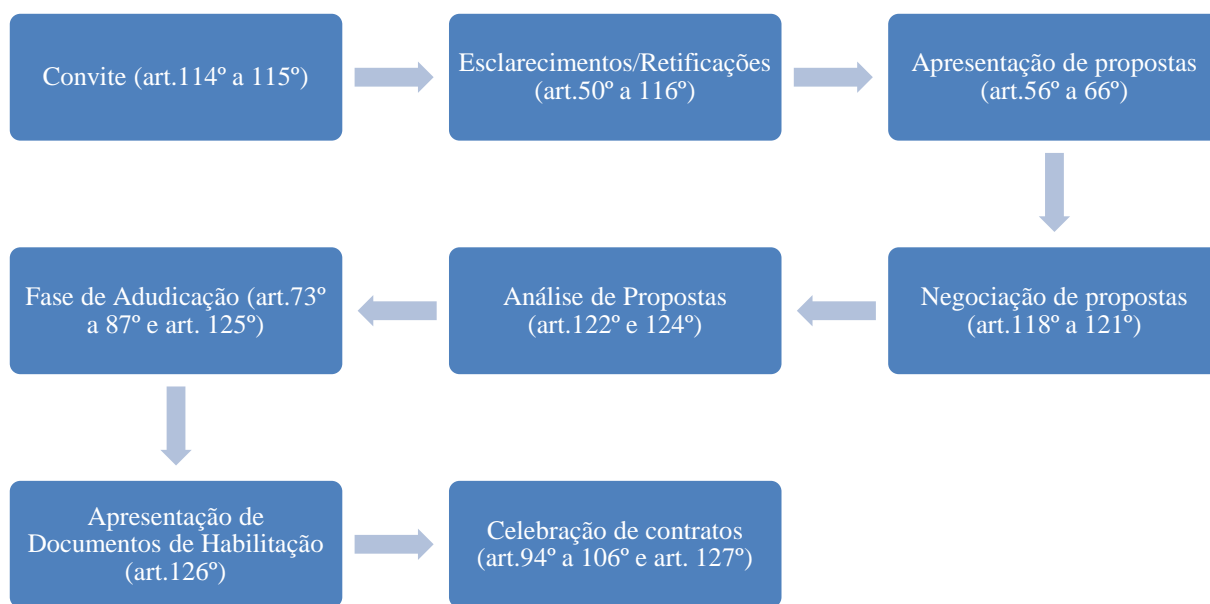 Convite (art.114º a 115º)
Esclarecimentos/Retificações
(art.50º a 116º)
Apresentação de propostas
(art.56º a 66º)
Negociação de propostas
(art.118º a 121º)
Análise de Propostas
(art.122º e 124º)
Fase de Adudicação (art.73º
a 87º e art. 125º)
Apresentação de
Documentos de Habilitação
(art.126º)
Celebração de contratos
(art.94º a 106º e art. 127º)